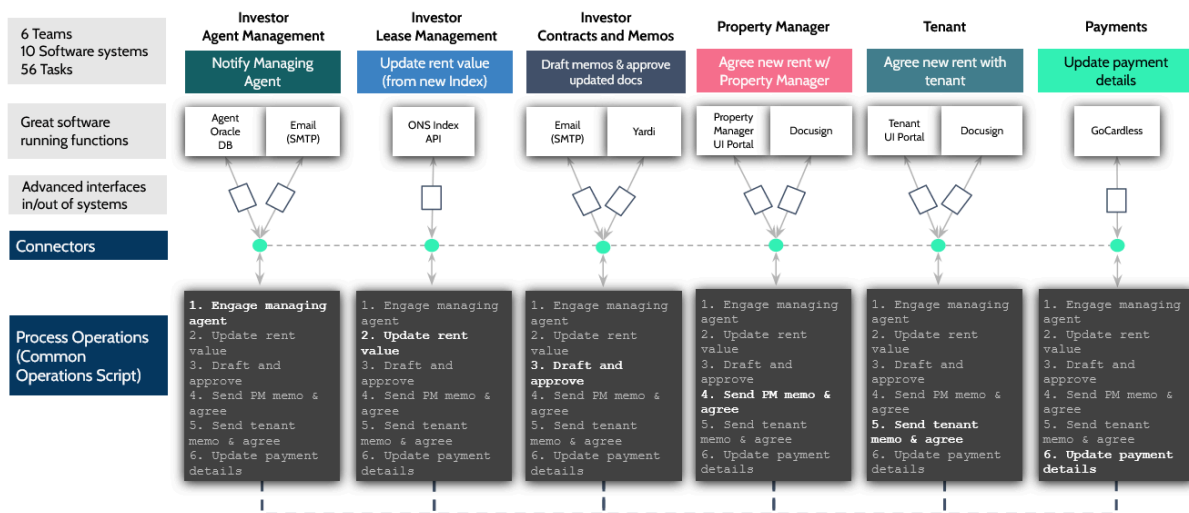 6 Teams
10 Software systems
56 Tasks
Investor
Agent Management
Investor
Lease Management
Investor
Contracts and Memos
Property Manager
Tenant
Payments
Notify Managing
Agent
Update rent value
(from new Index)
Draft memos & approve
updated docs
Agree new rent w/
Property Manager
Agree new rent with
tenant
Update payment
details
Great software
running functions
Agent
Oracle
DB
Email
(SMTP)
ONS Index
API
Email
(SMTP)
Yardi
Property
Manager
UI Portal
Docusign
Tenant
UI Portal
Docusign
GoCardless
Advanced interfaces
in/out of systems
Connectors
Process Operations
(Common
Operations Script)
1. Engage managing
agent
2. Update rent
value
3. Draft and
approve
4. Send PM memo &
agree
5. Send tenant
memo & agree
6. Update payment
details
1. Engage managing
agent
2. Update rent
value
3. Draft and
approve
4. Send PM memo &
agree
5. Send tenant
memo & agree
6. Update payment
details
1. Engage managing
agent
2. Update rent
value
3. Draft and
approve
4. Send PM memo &
agree
5. Send tenant
memo & agree
6. Update payment
details
1. Engage managing
agent
2. Update rent
value
3. Draft and
approve
4. Send PM memo &
agree
5. Send tenant
memo & agree
6. Update payment
details
1. Engage managing
agent
2. Update rent
value
3. Draft and
approve
4. Send PM memo &
agree
5. Send tenant
memo & agree
6. Update payment
details
1. Engage managing
agent
2. Update rent
value
3. Draft and
approve
4. Send PM memo &
agree
5. Send tenant
memo & agree
6. Update payment
details